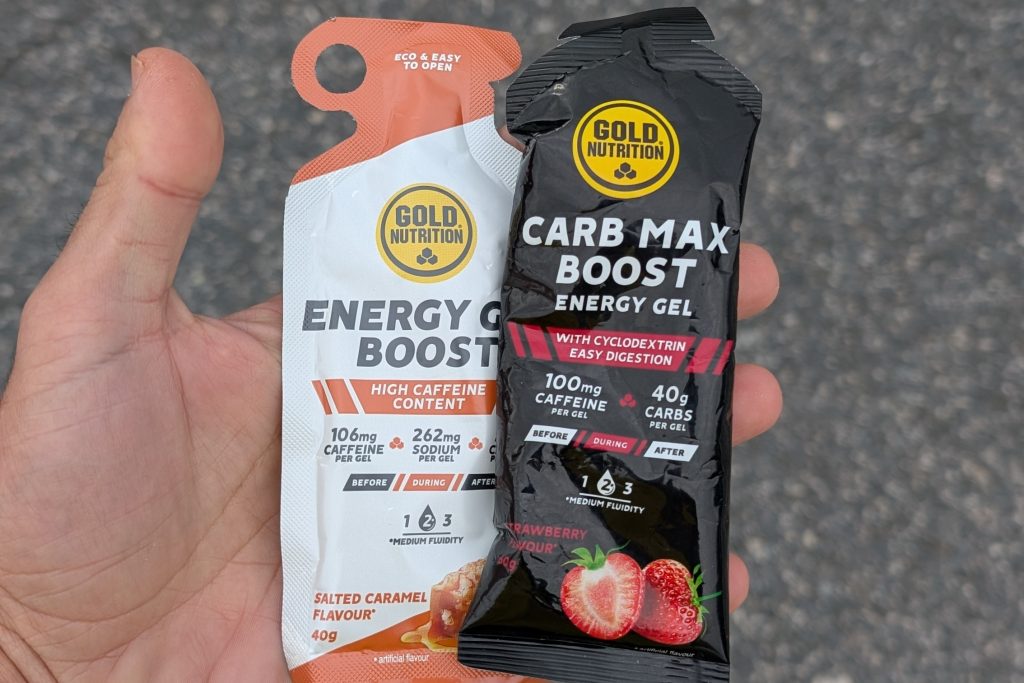 ECO & EASY
TO OPEN
GOLD
NUTRITION
ENERGY G
BOOST
HIGH CAFFEINE
CONTENT
106mg
CAFFEINE
PER GEL
262mg
SODIUM
PER GEL
BEFORE DURING AFTER
1 2 3
*MEDIUM FLUIDITY
SALTED CARAMEL
FLAVOUR*
40g
* artificial flavour
GOLD
NUTRITION
CARB MAX
BOOST
ENERGY GEL
WITH CYCLODEXTRIN
EASY DIGESTION
100mg
CAFFEINE
PER GEL
40g
CARBS
PER GEL
BEFORE DURING AFTER
1 2 3
*MEDIUM FLUIDITY
TRAWBERRY
VOUR*
* artificial flavour